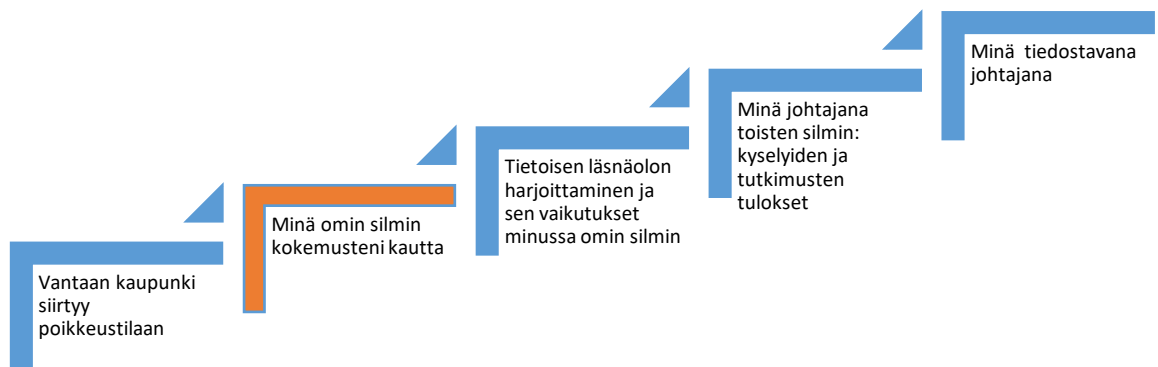 Vantaan kaupunki
siirtyy
poikkeustilaan
Minä omin silmin
kokemusteni kautta
Tietoisen läsnäolon
harjoittaminen ja
sen vaikutukset
minussa omin silmin
Minä johtajana
toisten silmin:
kyselyiden ja
tutkimusten
tulokset
Minä tiedostavana
johtajana